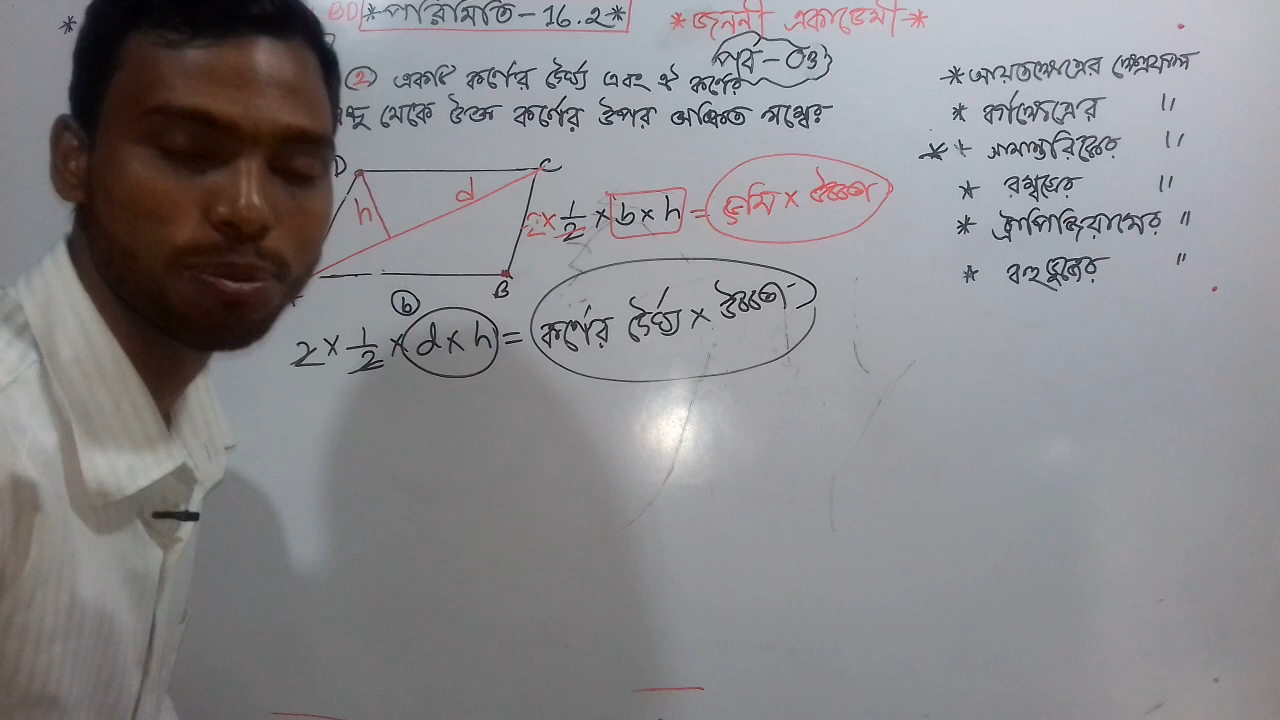 * BD *পরিমিতি - 16.2* *জননী একাডেমী*
পর্ব - ০৩
② একটি কর্ণের দৈর্ঘ্য এবং ঐ কর্ণের
থেকে উক্ত কর্ণের উপর অঙ্কিত লম্বের
D C
h d
2 × 1/2 × b × h = ভূমি × উচ্চতা
b B
2 × 1/2 × d × h = কর্ণের দৈর্ঘ্য × উচ্চতা
* আয়তক্ষেত্রের ক্ষেত্রফল
* বর্গক্ষেত্রের "
* * সামান্তরিকের "
* রম্বসের "
* ট্রাপিজিয়ামের "
* বহুভুজের "